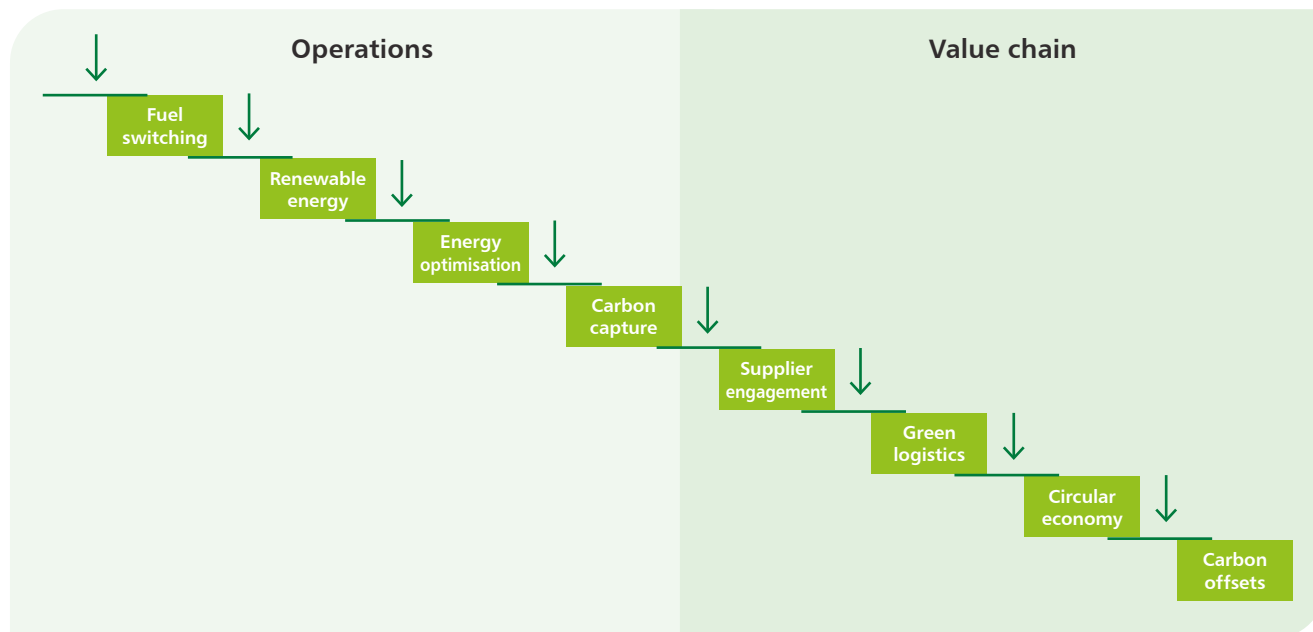 Operations
Value chain
Fuel
switching
Renewable
energy
Energy
optimisation
Carbon
capture
Supplier
engagement
Green
logistics
Circular
economy
Carbon
offsets